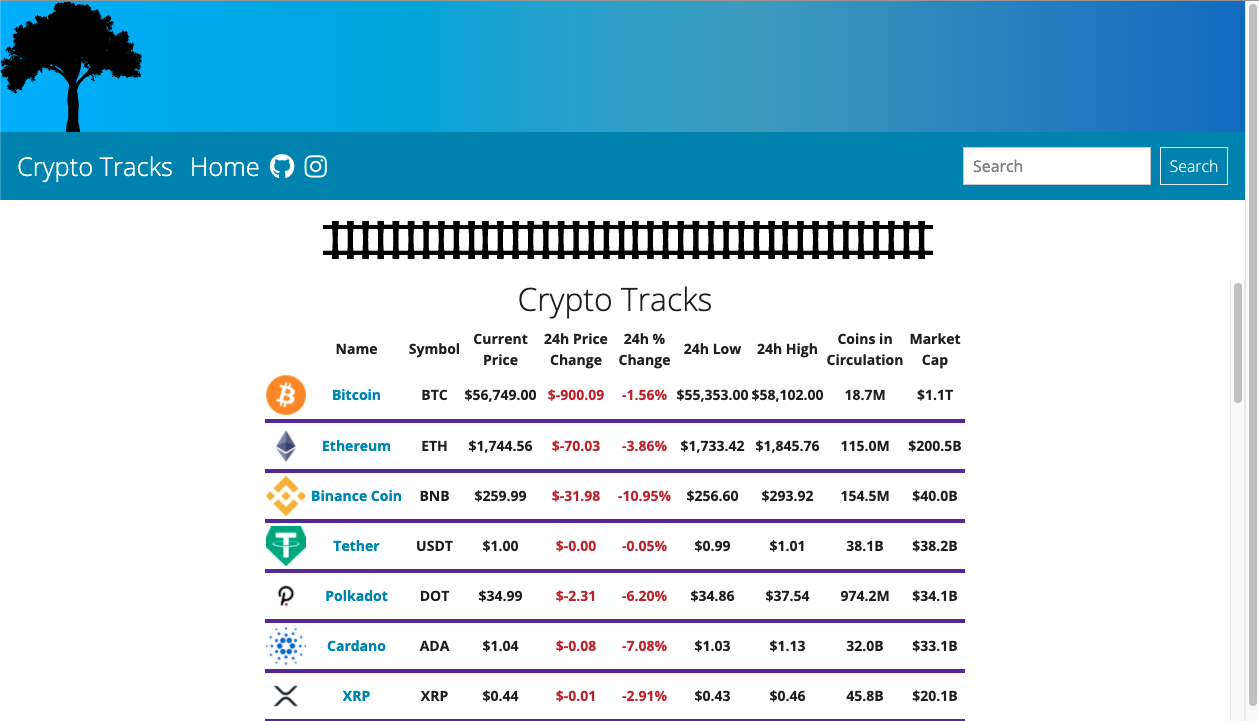 Crypto Tracks Home Search Search
Crypto Tracks
Name Symbol Current Price 24h Price Change 24h % Change 24h Low 24h High Coins in Circulation Market Cap
Bitcoin BTC $56,749.00 $-900.09 -1.56% $55,353.00 $58,102.00 18.7M $1.1T
Ethereum ETH $1,744.56 $-70.03 -3.86% $1,733.42 $1,845.76 115.0M $200.5B
Binance Coin BNB $259.99 $-31.98 -10.95% $256.60 $293.92 154.5M $40.0B
Tether USDT $1.00 $-0.00 -0.05% $0.99 $1.01 38.1B $38.2B
Polkadot DOT $34.99 $-2.31 -6.20% $34.86 $37.54 974.2M $34.1B
Cardano ADA $1.04 $-0.08 -7.08% $1.03 $1.13 32.0B $33.1B
XRP XRP $0.44 $-0.01 -2.91% $0.43 $0.46 45.8B $20.1B